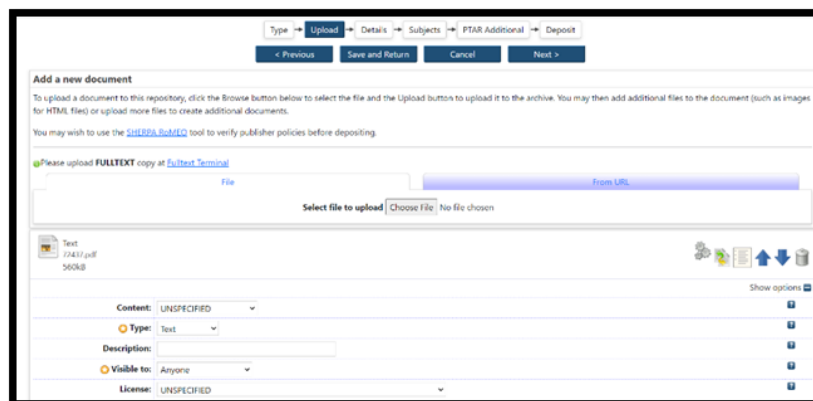 Type → Upload → Details → Subjects → PTAR Additional → Deposit
< Previous Save and Return Cancel Next >
Add a new document
To upload a document to this repository, click the Browse button below to select the file and the Upload button to upload it to the archive. You may then add additional files to the document (such as images
for HTML files) or upload more files to create additional documents.
You may wish to use the SHERPA RoMEO tool to verify publisher policies before depositing.
Please upload FULLTEXT copy at Fulltext Terminal
File From URL
Select file to upload Choose File No file chosen
Text
72437.pdf
560kB
Show options
Content: UNSPECIFIED
Type: Text
Description:
Visible to: Anyone
License: UNSPECIFIED